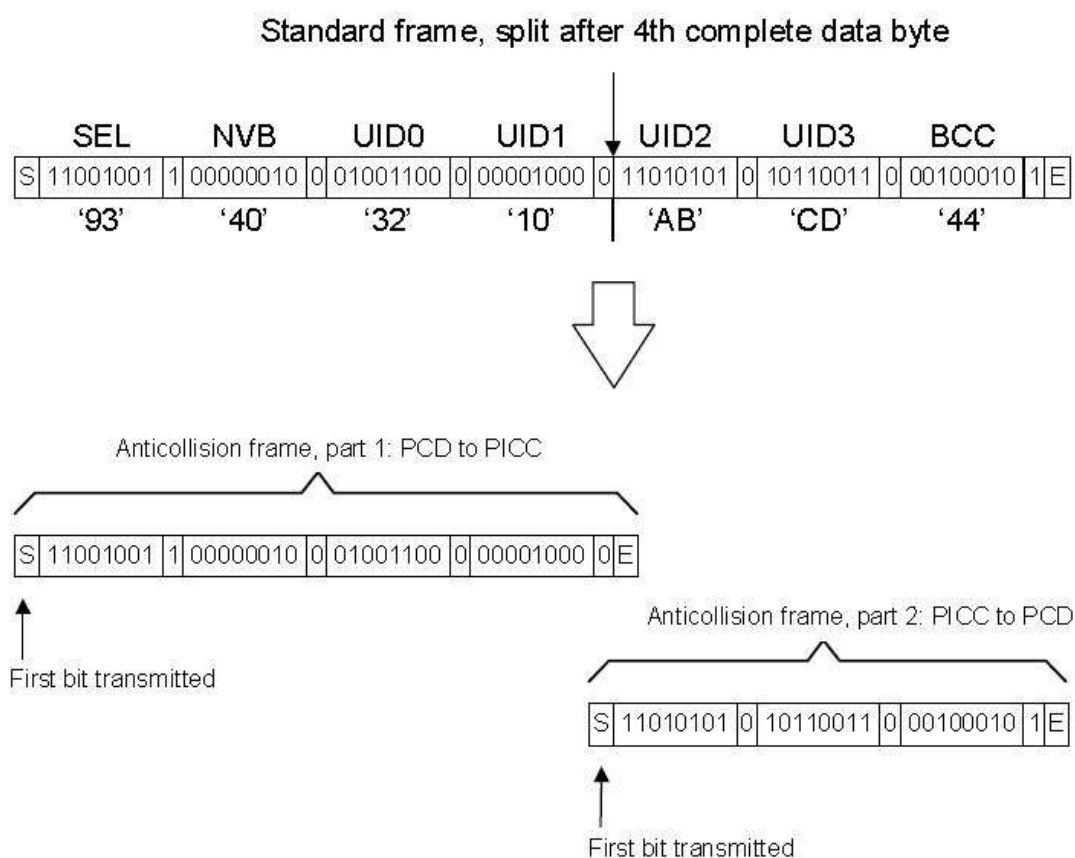 Standard frame, split after 4th complete data byte
SEL NVB UID0 UID1 UID2 UID3 BCC
S 11001001 1 00000010 0 01001100 0 00001000 0 11010101 0 10110011 0 00100010 1 E
‘93’ ‘40’ ‘32’ ‘10’ ‘AB’ ‘CD’ ‘44’
Anticollision frame, part 1: PCD to PICC
S 11001001 1 00000010 0 01001100 0 00001000 0 E
First bit transmitted
Anticollision frame, part 2: PICC to PCD
S 11010101 0 10110011 0 00100010 1 E
First bit transmitted